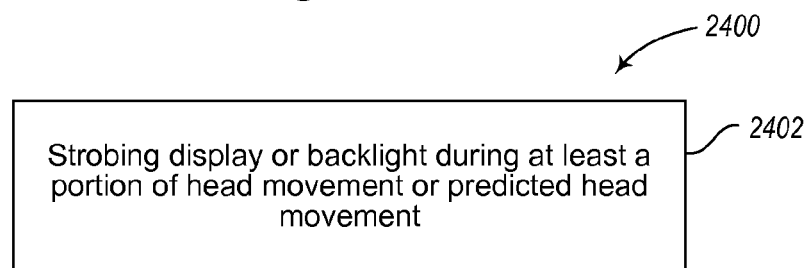 2400
2402
Strobing display or backlight during at least a
portion of head movement or predicted head
movement